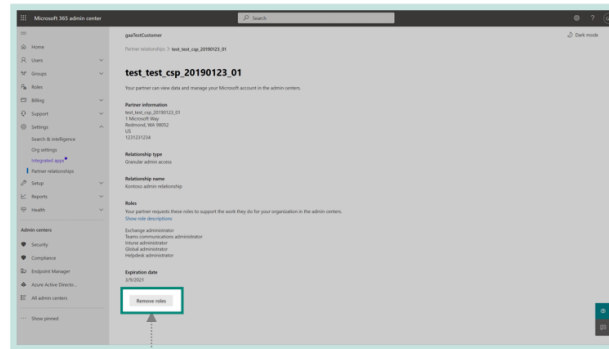 Microsoft 365 admin center
Search
Home
Users
Groups
Roles
Billing
Support
Settings
Search & intelligence
Org settings
Integrated apps
Partner relationships
Setup
Reports
Health
Admin centers
Security
Compliance
Endpoint Manager
Azure Active Directo...
All admin centers
Show pinned
gaaTestCustomer
Dark mode
Partner relationships > test_test_csp_20190123_01
test_test_csp_20190123_01
Your partner can view data and manage your Microsoft account in the admin centers.
Partner information
test_test_csp_20190123_01
1 Microsoft Way
Redmond, WA 98052
US
1231231234
Relationship type
Granular admin access
Relationship name
Kontoso admin relationship
Roles
Your partner requests these roles to support the work they do for your organization in the admin centers.
Show role descriptions
Exchange administrator
Teams communications administrator
Intune administrator
Global administrator
Helpdesk administrator
Expiration date
3/9/2023
Remove roles